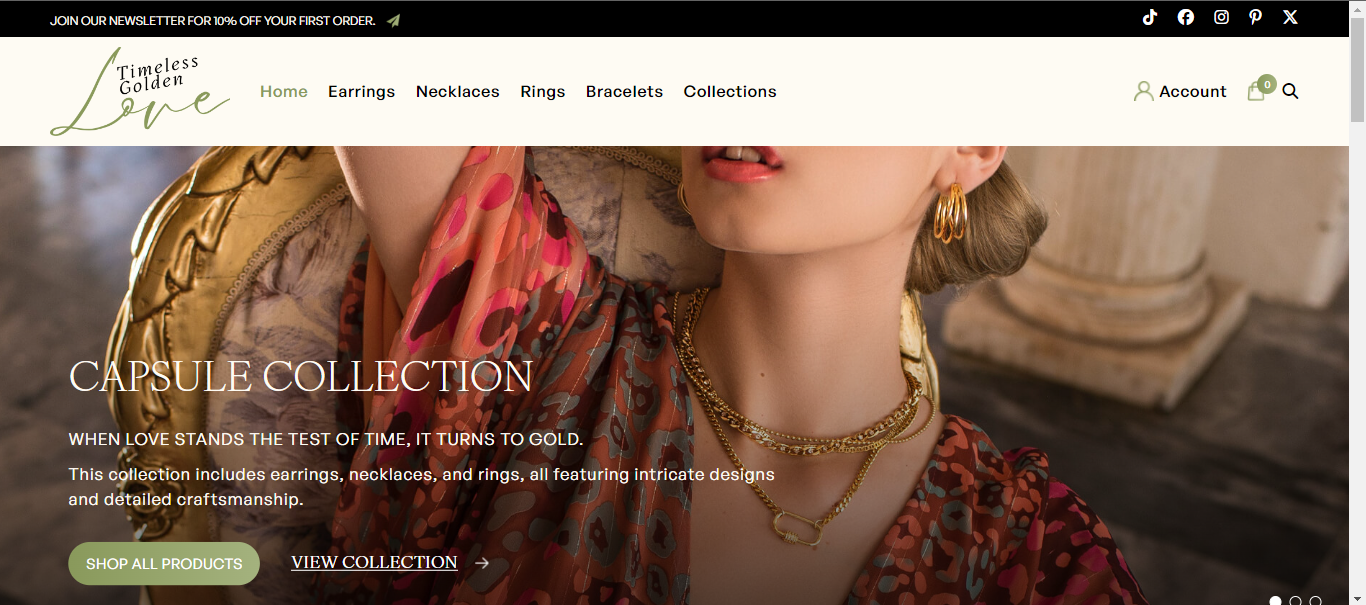 JOIN OUR NEWSLETTER FOR 10% OFF YOUR FIRST ORDER.
Timeless
Golden
Love
Home Earrings Necklaces Rings Bracelets Collections
Account
0
CAPSULE COLLECTION
WHEN LOVE STANDS THE TEST OF TIME, IT TURNS TO GOLD.
This collection includes earrings, necklaces, and rings, all featuring intricate designs
and detailed craftsmanship.
SHOP ALL PRODUCTS
VIEW COLLECTION